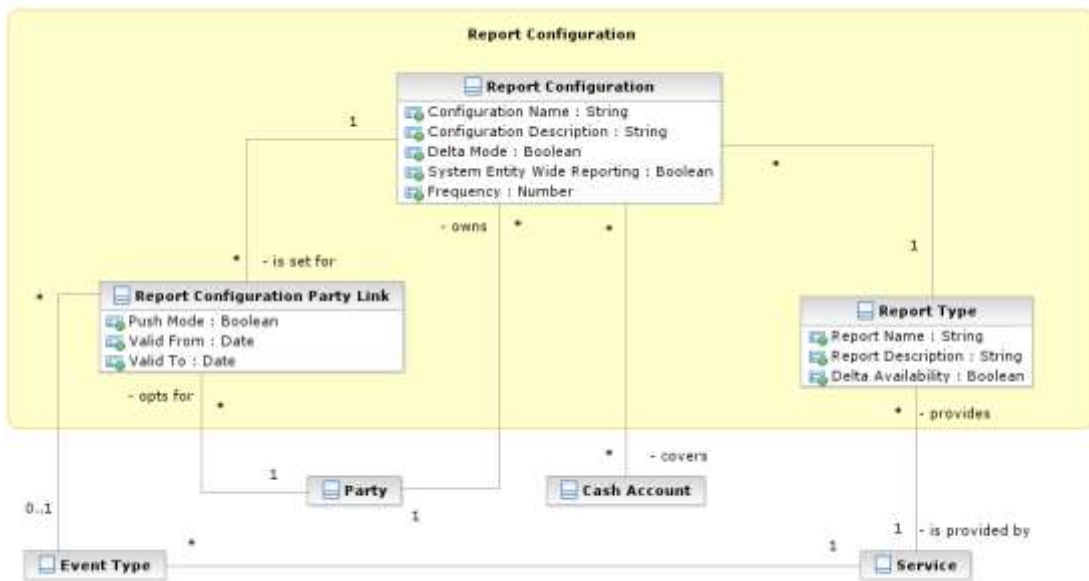 Report Configuration
Report Configuration
Configuration Name : String
Configuration Description : String
Delta Mode : Boolean
System Entity Wide Reporting : Boolean
Frequency : Number
1
*
- owns
*
*
1
*
- is set for
*
Report Configuration Party Link
Push Mode : Boolean
Valid From : Date
Valid To : Date
Report Type
Report Name : String
Report Description : String
Delta Availability : Boolean
- opts for
*
*
- provides
*
- covers
1
Party
1
Cash Account
0..1
*
1
1
- is provided by
Event Type
Service